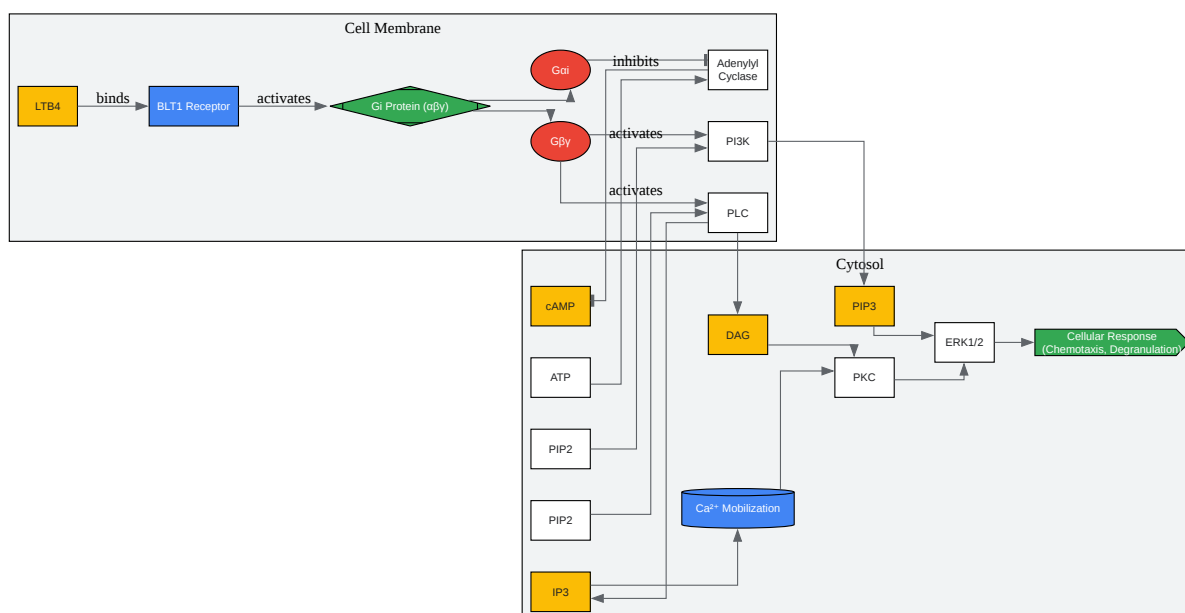 Cell Membrane
LTB4
binds
BLT1 Receptor
activates
Gi Protein (αβγ)
Gαi
inhibits
Adenylyl
Cyclase
Gβγ
activates
PI3K
activates
PLC
Cytosol
cAMP
PIP3
DAG
ERK1/2
Cellular Response
(Chemotaxis, Degranulation)
ATP
PKC
PIP2
Ca²⁺ Mobilization
PIP2
IP3